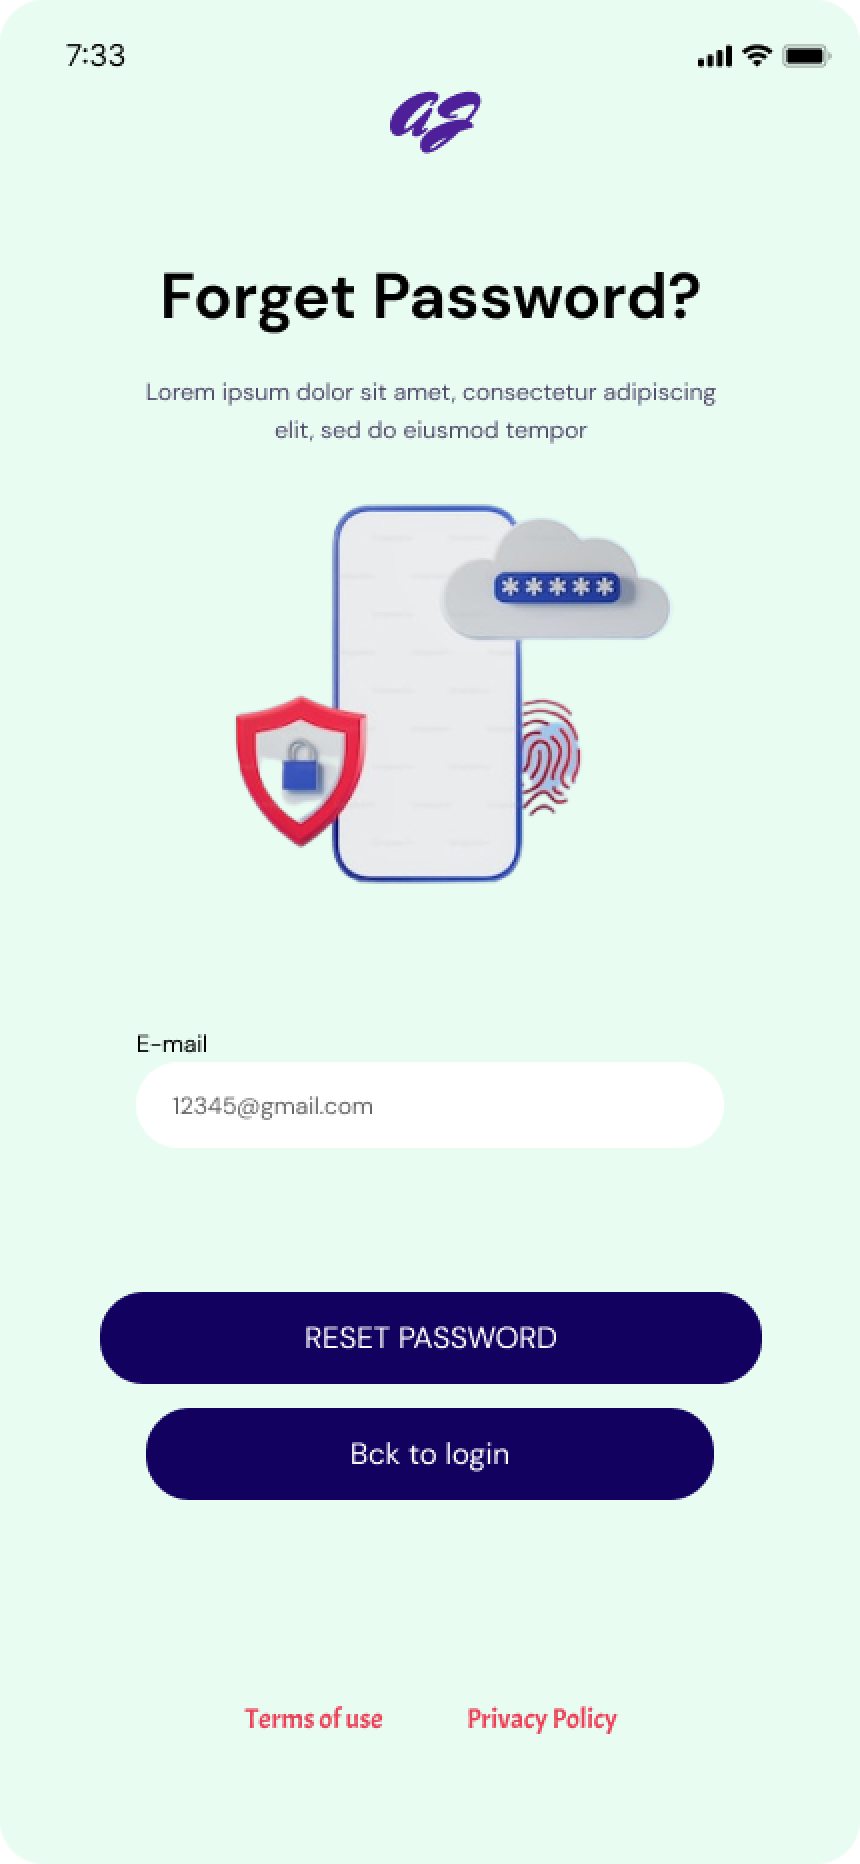 7:33
aJ
Forget Password?
Lorem ipsum dolor sit amet, consectetur adipiscing
elit, sed do eiusmod tempor
*****
E-mail
12345@gmail.com
RESET PASSWORD
Bck to login
Terms of use
Privacy Policy